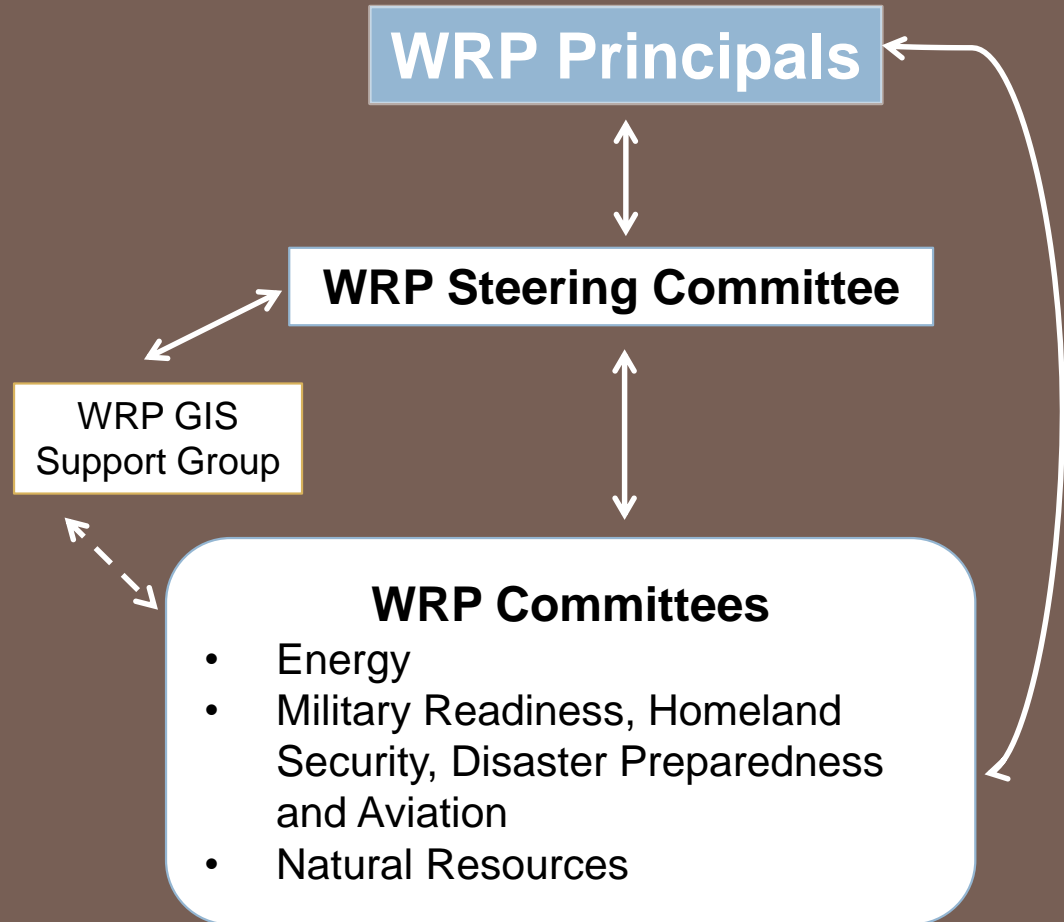 WRP Principals
WRP Steering Committee
WRP GIS
Support Group
WRP Committees
• Energy
• Military Readiness, Homeland
Security, Disaster Preparedness
and Aviation
• Natural Resources